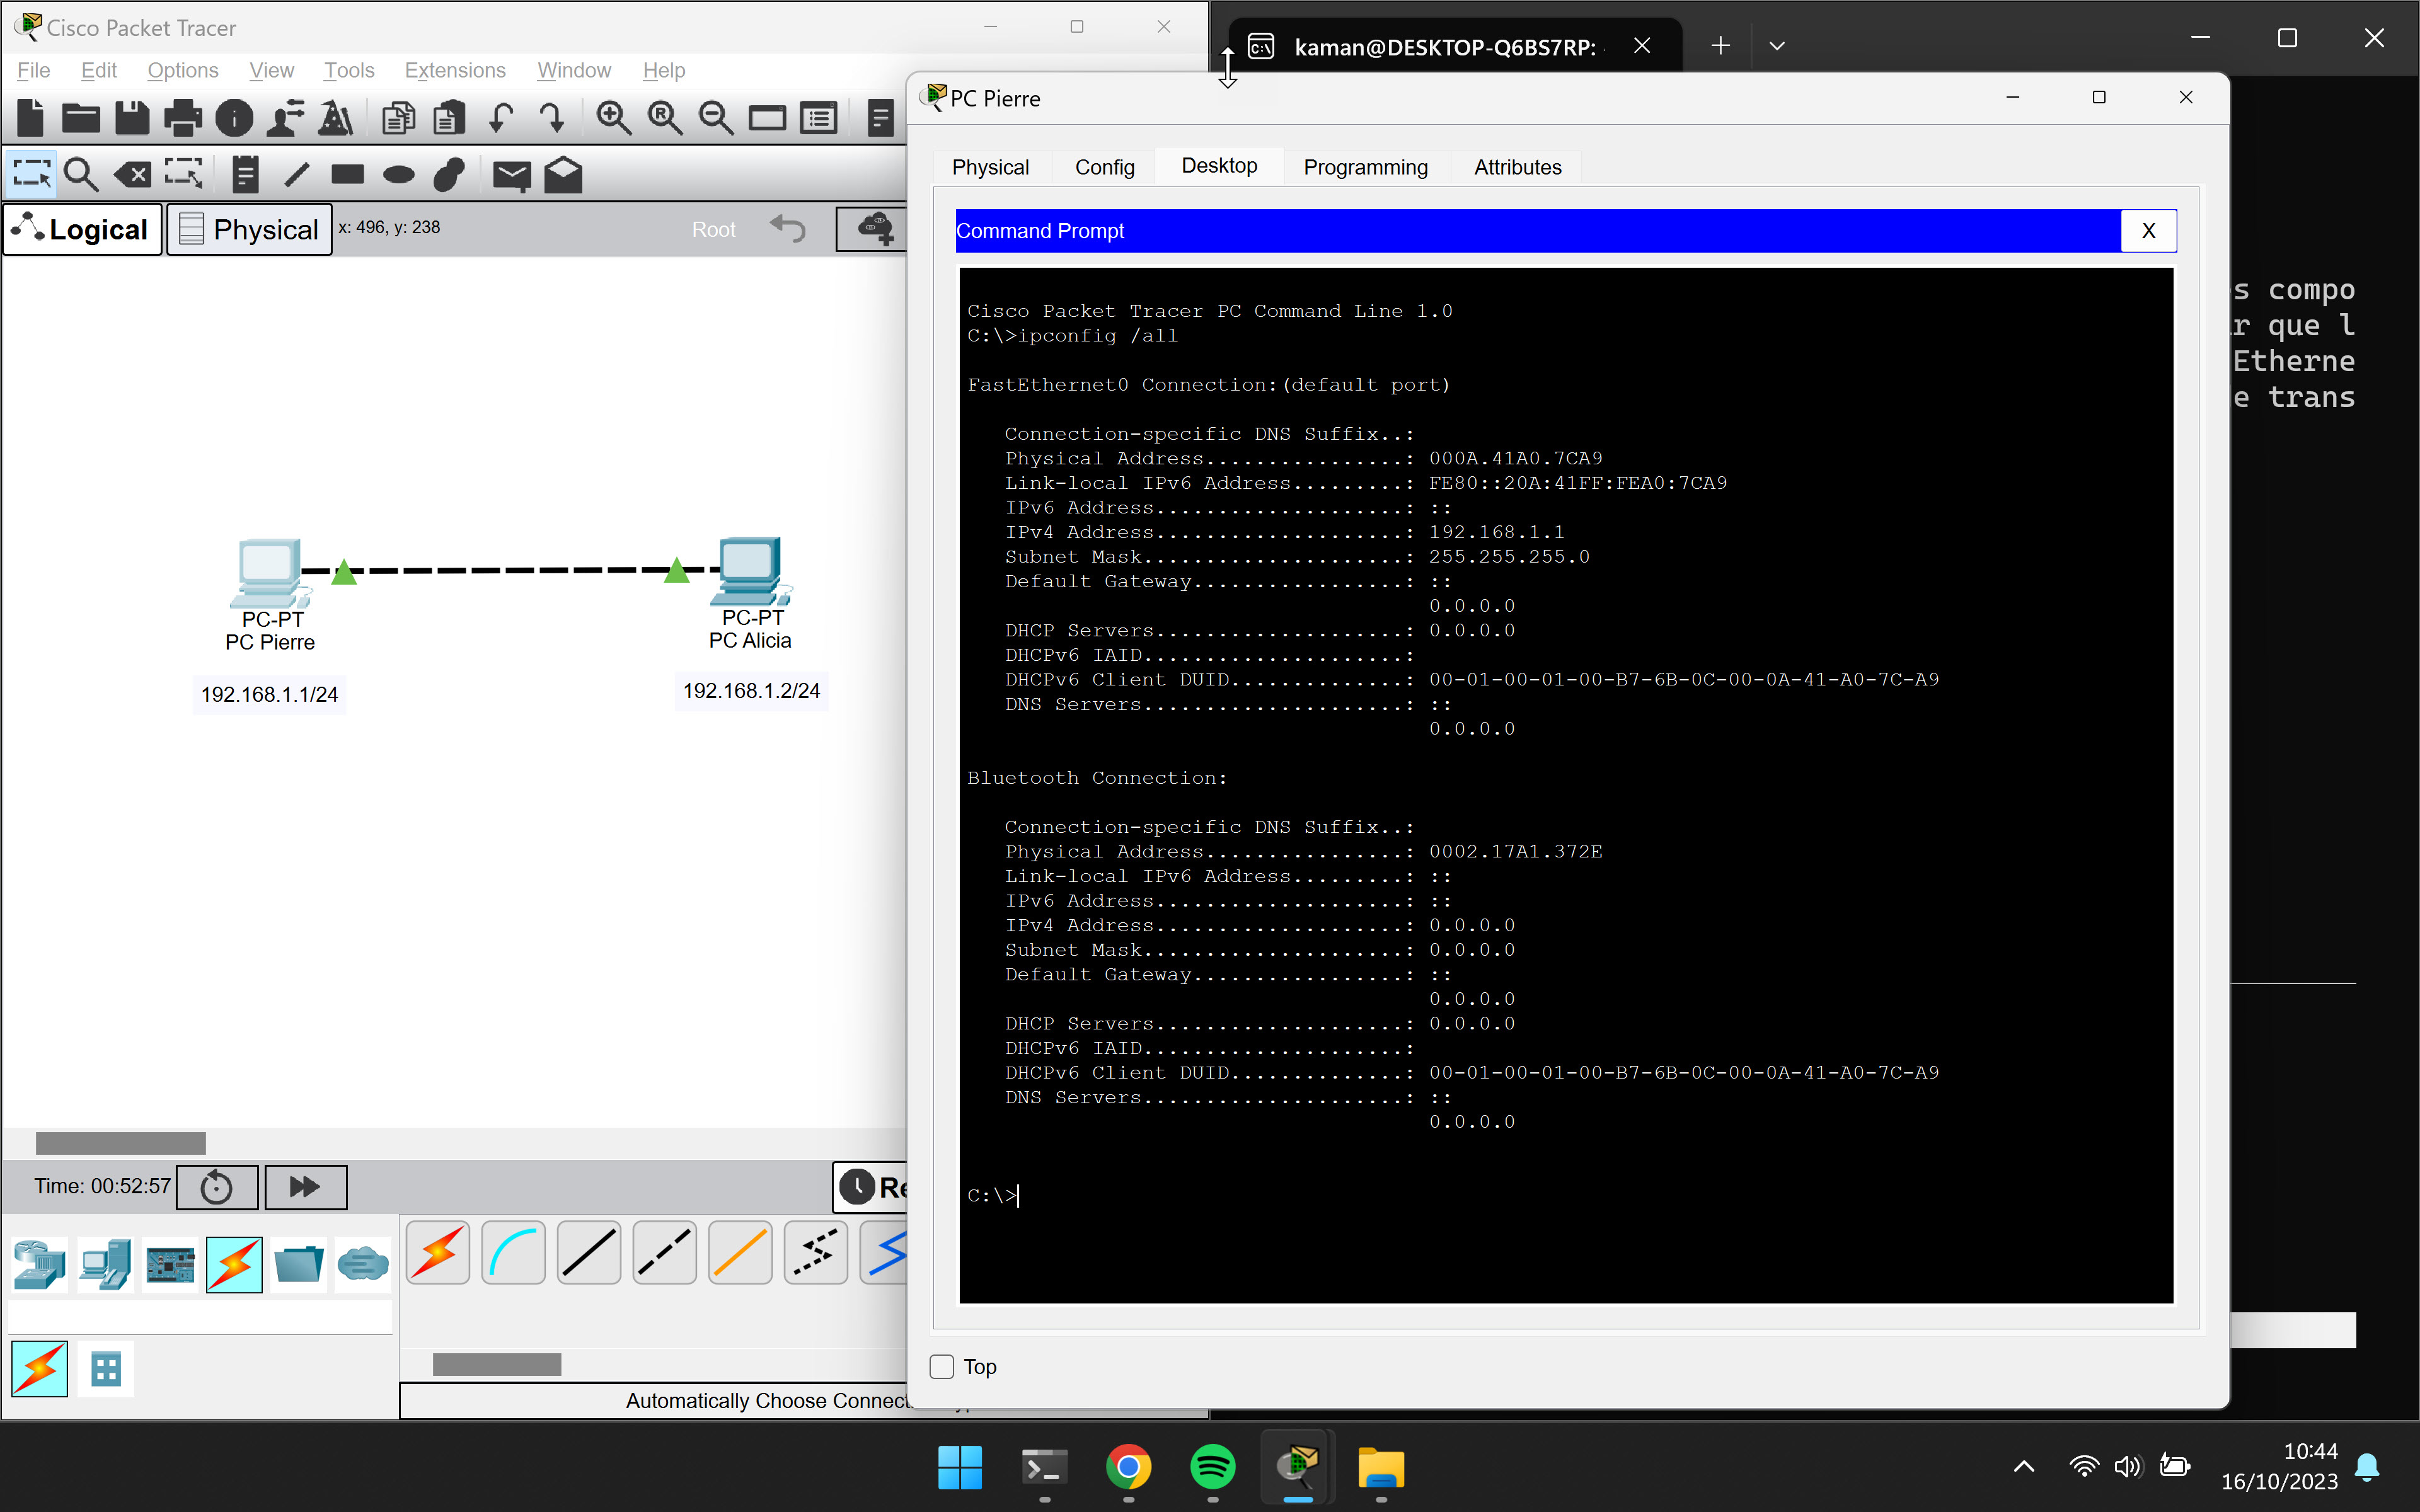 Cisco Packet Tracer
File Edit Options View Tools Extensions Window Help
Logical Physical x: 496, y: 238 Root
PC-PT
PC Pierre
192.168.1.1/24
PC-PT
PC Alicia
192.168.1.2/24
Time: 00:52:57
Automatically Choose
kaman@DESKTOP-Q6BS7RP:
PC Pierre
Physical Config Desktop Programming Attributes
Command Prompt X
Cisco Packet Tracer PC Command Line 1.0
C:\>ipconfig /all
FastEthernet0 Connection:(default port)
Connection-specific DNS Suffix..:
Physical Address................: 000A.41A0.7CA9
Link-local IPv6 Address.........: FE80::20A:41FF:FEA0:7CA9
IPv6 Address....................: ::
IPv4 Address....................: 192.168.1.1
Subnet Mask.....................: 255.255.255.0
Default Gateway.................: ::
0.0.0.0
DHCP Servers....................: 0.0.0.0
DHCPv6 IAID.....................:
DHCPv6 Client DUID..............: 00-01-00-01-00-B7-6B-0C-00-0A-41-A0-7C-A9
DNS Servers.....................: ::
0.0.0.0
Bluetooth Connection:
Connection-specific DNS Suffix..:
Physical Address................: 0002.17A1.372E
Link-local IPv6 Address.........: ::
IPv6 Address....................: ::
IPv4 Address....................: 0.0.0.0
Subnet Mask.....................: 0.0.0.0
Default Gateway.................: ::
0.0.0.0
DHCP Servers....................: 0.0.0.0
DHCPv6 IAID.....................:
DHCPv6 Client DUID..............: 00-01-00-01-00-B7-6B-0C-00-0A-41-A0-7C-A9
DNS Servers.....................: ::
0.0.0.0
C:\>
Top
s compo
r que l
Etherne
e trans
10:44
16/10/2023